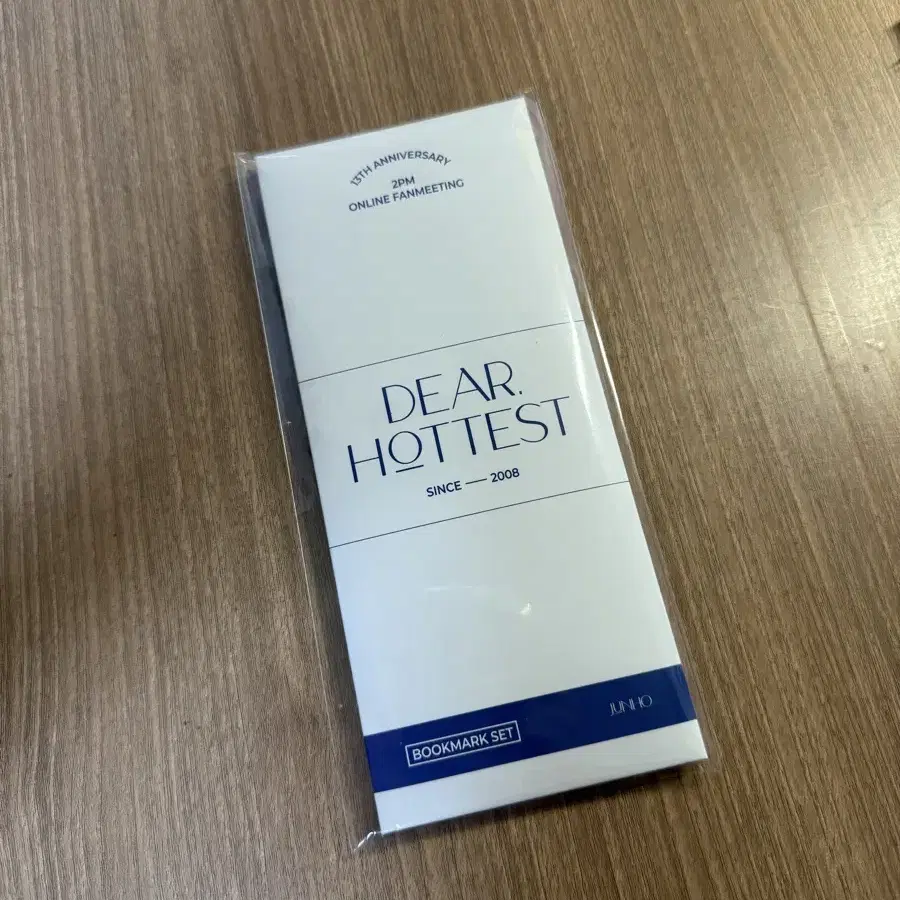 13TH ANNIVERSARY
2PM
ONLINE FANMEETING
DEAR.
HOTTEST
SINCE — 2008
BOOKMARK SET
JUNHO